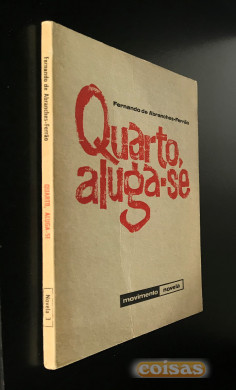 Fernando de Abranches-Ferrão
QUARTO, ALUGA-SE
Novela 1
Fernando de Abranches-Ferrão
Quarto,
aluga-se
movimento novela
coisas